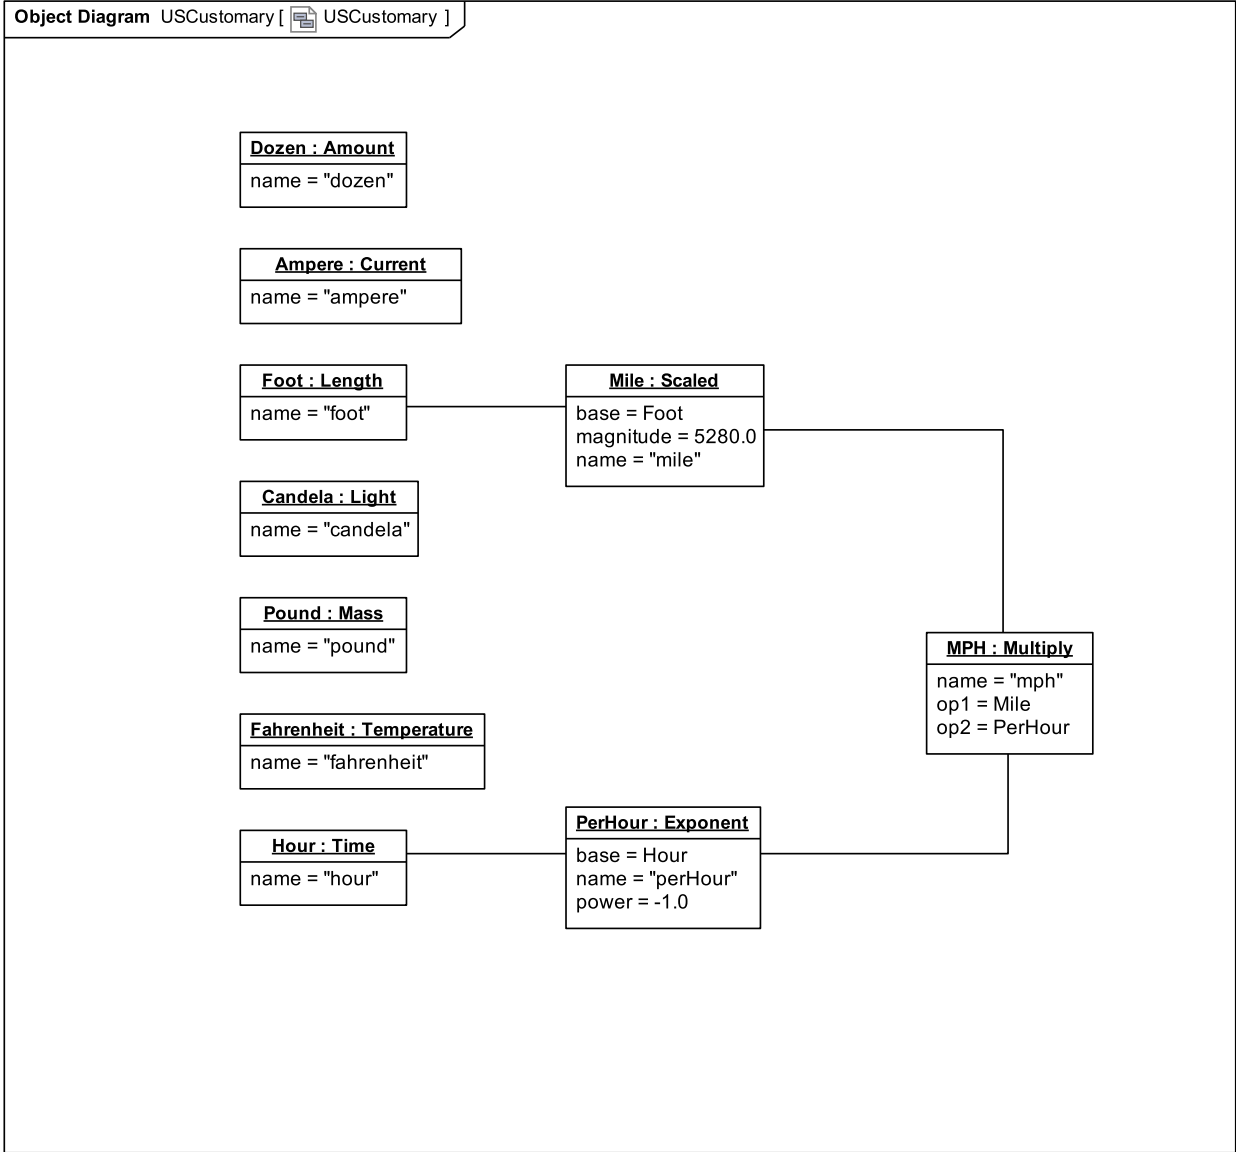 Object Diagram USCustomary [ USCustomary ]
Dozen : Amount
name = "dozen"
Ampere : Current
name = "ampere"
Foot : Length
name = "foot"
Mile : Scaled
base = Foot
magnitude = 5280.0
name = "mile"
Candela : Light
name = "candela"
Pound : Mass
name = "pound"
MPH : Multiply
name = "mph"
op1 = Mile
op2 = PerHour
Fahrenheit : Temperature
name = "fahrenheit"
Hour : Time
name = "hour"
PerHour : Exponent
base = Hour
name = "perHour"
power = -1.0